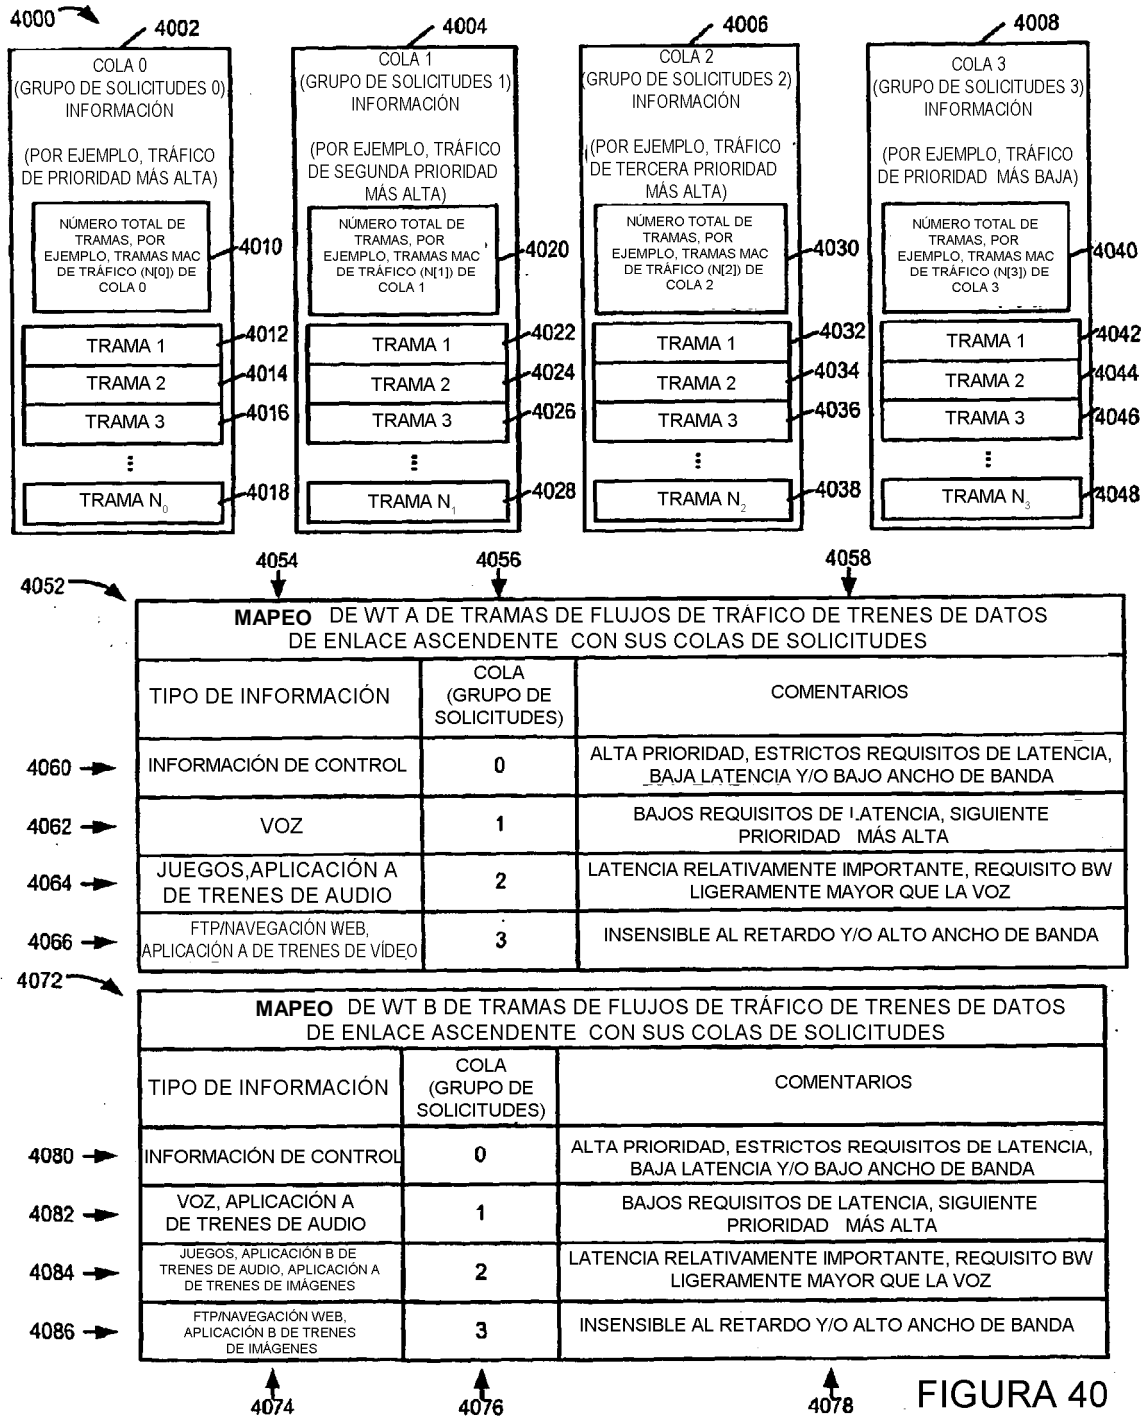 4000
4002
COLA 0
(GRUPO DE SOLICITUDES 0)
INFORMACIÓN
(POR EJEMPLO, TRÁFICO
DE PRIORIDAD MÁS ALTA)
NÚMERO TOTAL DE
TRAMAS, POR
EJEMPLO, TRAMAS MAC
DE TRÁFICO (N[0]) DE
COLA 0
4010
TRAMA 1
4012
TRAMA 2
4014
TRAMA 3
4016
⋮
TRAMA N0
4018
4004
COLA 1
(GRUPO DE SOLICITUDES 1)
INFORMACIÓN
(POR EJEMPLO, TRÁFICO
DE SEGUNDA PRIORIDAD
MÁS ALTA)
NÚMERO TOTAL DE
TRAMAS, POR
EJEMPLO, TRAMAS MAC
DE TRÁFICO (N[1]) DE
COLA 1
4020
TRAMA 1
4022
TRAMA 2
4024
TRAMA 3
4026
⋮
TRAMA N1
4028
4006
COLA 2
(GRUPO DE SOLICITUDES 2)
INFORMACIÓN
(POR EJEMPLO, TRÁFICO
DE TERCERA PRIORIDAD
MÁS ALTA)
NÚMERO TOTAL DE
TRAMAS, POR
EJEMPLO, TRAMAS MAC
DE TRÁFICO (N[2]) DE
COLA 2
4030
TRAMA 1
4032
TRAMA 2
4034
TRAMA 3
4036
⋮
TRAMA N2
4038
4008
COLA 3
(GRUPO DE SOLICITUDES 3)
INFORMACIÓN
(POR EJEMPLO, TRÁFICO
DE PRIORIDAD MÁS BAJA)
NÚMERO TOTAL DE
TRAMAS, POR
EJEMPLO, TRAMAS MAC
DE TRÁFICO (N[3]) DE
COLA 3
4040
TRAMA 1
4042
TRAMA 2
4044
TRAMA 3
4046
⋮
TRAMA N3
4048
4052
4054
4056
4058
MAPEO DE WT A DE TRAMAS DE FLUJOS DE TRÁFICO DE TRENES DE DATOS
DE ENLACE ASCENDENTE CON SUS COLAS DE SOLICITUDES
TIPO DE INFORMACIÓN
COLA
(GRUPO DE
SOLICITUDES)
COMENTARIOS
4060
INFORMACIÓN DE CONTROL
0
ALTA PRIORIDAD, ESTRICTOS REQUISITOS DE LATENCIA,
BAJA LATENCIA Y/O BAJO ANCHO DE BANDA
4062
VOZ
1
BAJOS REQUISITOS DE LATENCIA, SIGUIENTE
PRIORIDAD MÁS ALTA
4064
JUEGOS,APLICACIÓN A
DE TRENES DE AUDIO
2
LATENCIA RELATIVAMENTE IMPORTANTE, REQUISITO BW
LIGERAMENTE MAYOR QUE LA VOZ
4066
FTP/NAVEGACIÓN WEB,
APLICACIÓN A DE TRENES DE VÍDEO
3
INSENSIBLE AL RETARDO Y/O ALTO ANCHO DE BANDA
4072
MAPEO DE WT B DE TRAMAS DE FLUJOS DE TRÁFICO DE TRENES DE DATOS
DE ENLACE ASCENDENTE CON SUS COLAS DE SOLICITUDES
TIPO DE INFORMACIÓN
COLA
(GRUPO DE
SOLICITUDES)
COMENTARIOS
4080
INFORMACIÓN DE CONTROL
0
ALTA PRIORIDAD, ESTRICTOS REQUISITOS DE LATENCIA,
BAJA LATENCIA Y/O BAJO ANCHO DE BANDA
4082
VOZ, APLICACIÓN A
DE TRENES DE AUDIO
1
BAJOS REQUISITOS DE LATENCIA, SIGUIENTE
PRIORIDAD MÁS ALTA
4084
JUEGOS, APLICACIÓN B DE
TRENES DE AUDIO, APLICACIÓN A
DE TRENES DE IMÁGENES
2
LATENCIA RELATIVAMENTE IMPORTANTE, REQUISITO BW
LIGERAMENTE MAYOR QUE LA VOZ
4086
FTP/NAVEGACIÓN WEB,
APLICACIÓN B DE TRENES
DE IMÁGENES
3
INSENSIBLE AL RETARDO Y/O ALTO ANCHO DE BANDA
4074
4076
4078
FIGURA 40